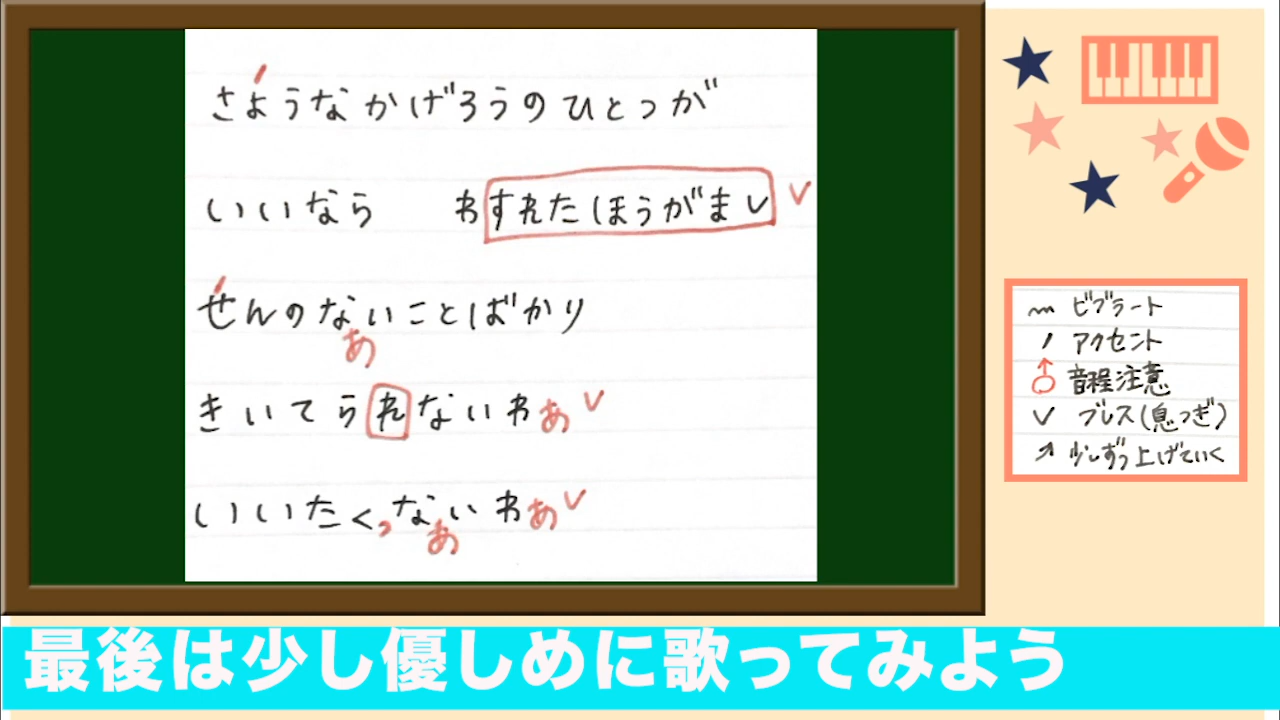 さようなかげろうのひとつが
いいなら わすれたほうがまし ✓
せんのないことばかり
あ
きいてられないわぁ ✓
いいたくっないわぁ ✓
あ
〰 ビブラート
/ アクセント
音程注意
✓ ブレス(息つぎ)
↗ 少しずつ上げていく
最後は少し優しめに歌ってみよう